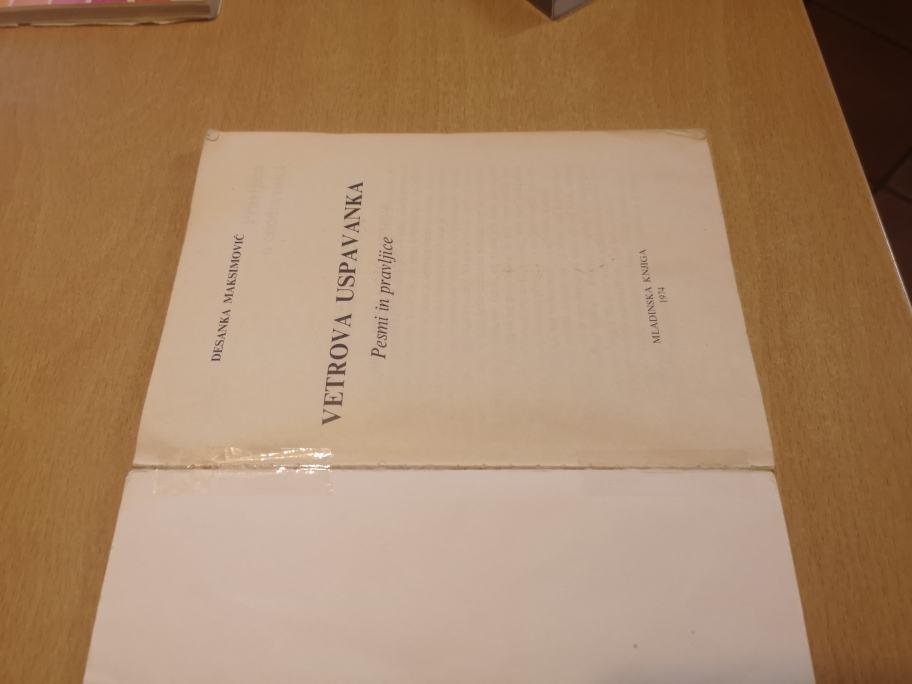 DESANKA MAKSIMOVIĆ
VETROVA USPAVANKA
Pesmi in pravljice
MLADINSKA KNJIGA
1974